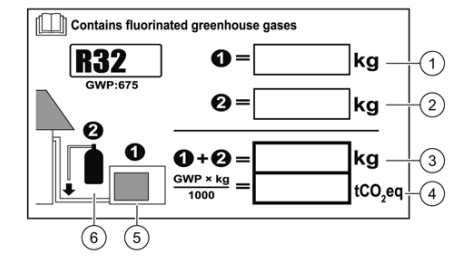 Contains fluorinated greenhouse gases
R32
GWP:675
❶= kg ①
❷= kg ②
❶+❷= kg ③
GWP × kg
1000
= tCO₂eq ④
❷
❶
⑥ ⑤